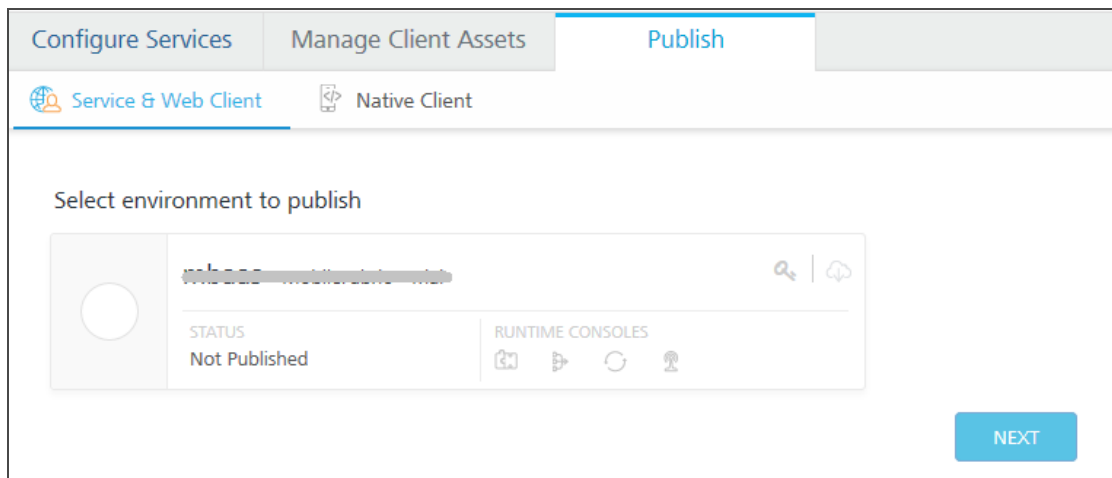 Configure Services Manage Client Assets Publish
Service & Web Client Native Client
Select environment to publish
STATUS RUNTIME CONSOLES
Not Published
NEXT